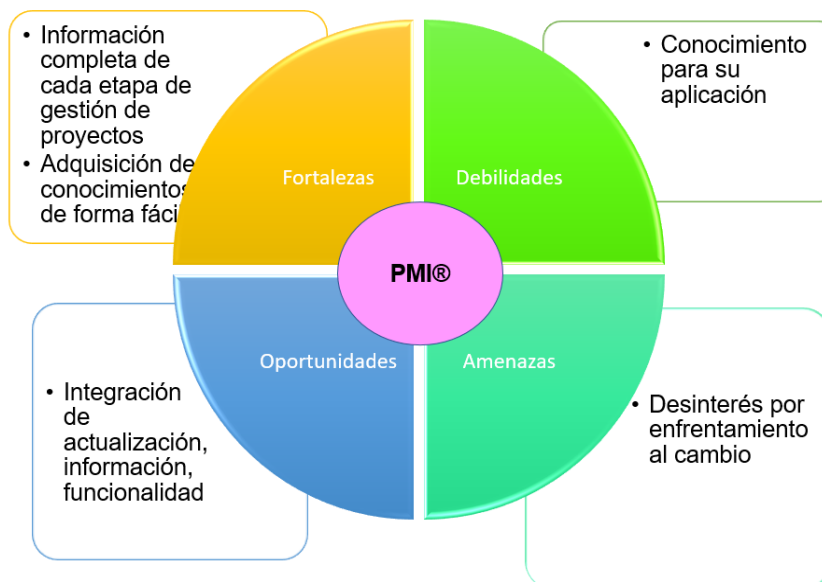 • Información
completa de
cada etapa de
gestión de
proyectos
• Adquisición de
conocimientos
de forma fácil
Fortalezas
Debilidades
• Conocimiento
para su
aplicación
PMI®
Oportunidades
Amenazas
• Integración
de
actualización,
información,
funcionalidad
• Desinterés por
enfrentamiento
al cambio